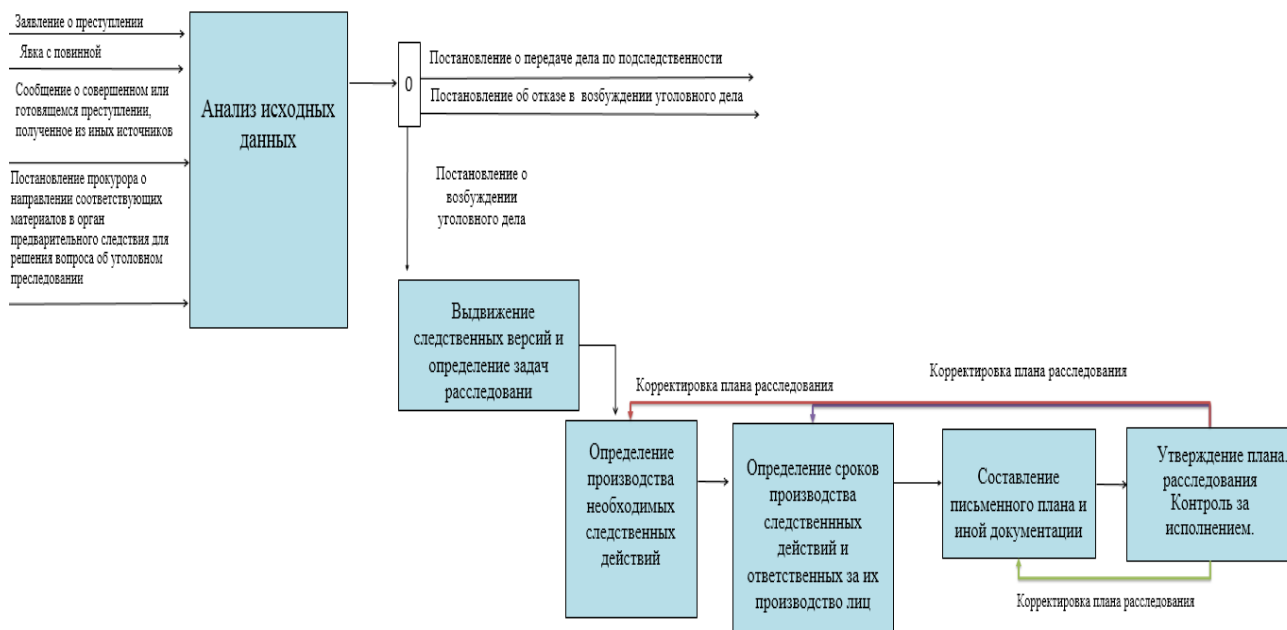 Заявление о преступлении
Явка с повинной
Сообщение о совершенном или
готовящемся преступлении,
полученное из иных источников
Постановление прокурора о
направлении соответствующих
материалов в орган
предварительного следствия для
решения вопроса об уголовном
преследовании
Анализ исходных
данных
0
Постановление о передаче дела по подследственности
Постановление об отказе в возбуждении уголовного дела
Постановление о
возбуждении
уголовного дела
Выдвижение
следственных версий и
определение задач
расследовани
Корректировка плана расследования
Корректировка плана расследования
Определение
производства
необходимых
следственных
действий
Определение сроков
производства
следственнных
действий и
ответственных за их
производство лиц
Составление
письменного плана и
иной документации
Утверждение плана.
расследования
Контроль за
исполнением.
Корректировка плана расследования